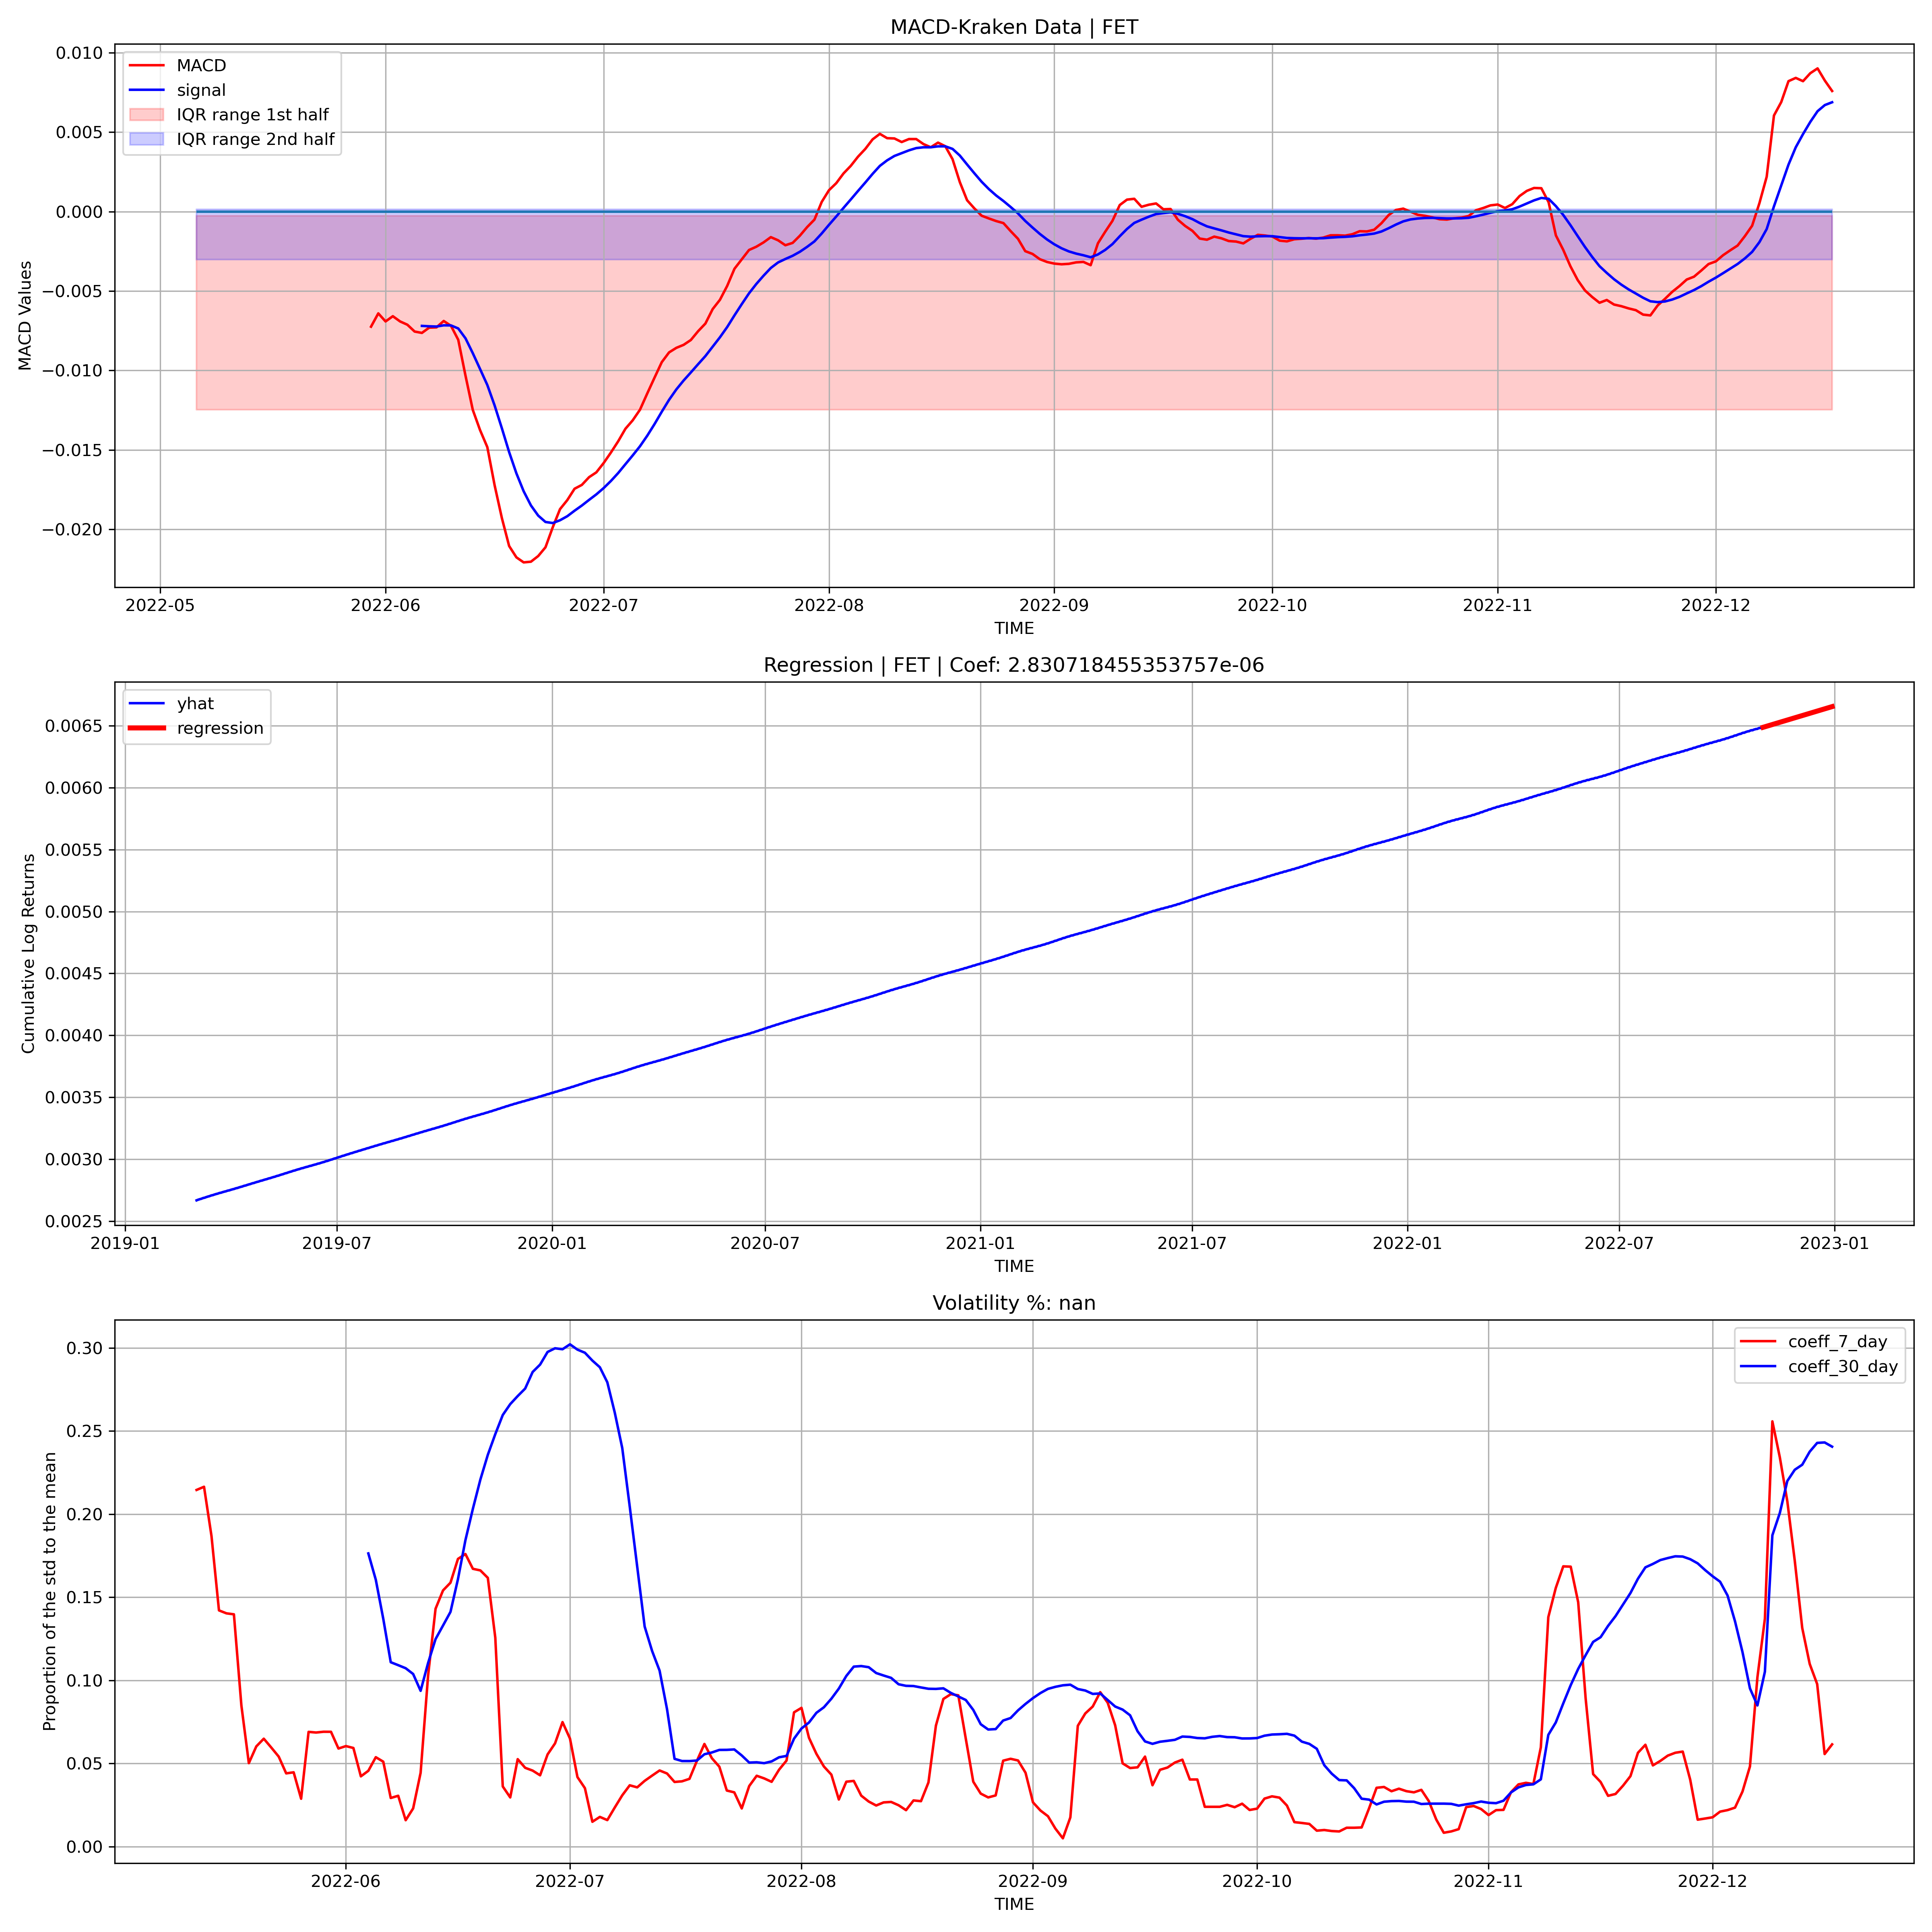 MACD-Kraken Data | FET
MACD
signal
IQR range 1st half
IQR range 2nd half
MACD Values
0.010
0.005
0.000
−0.005
−0.010
−0.015
−0.020
2022-05 2022-06 2022-07 2022-08 2022-09 2022-10 2022-11 2022-12
TIME
Regression | FET | Coef: 2.830718455353757e-06
yhat
regression
Cumulative Log Returns
0.0065
0.0060
0.0055
0.0050
0.0045
0.0040
0.0035
0.0030
0.0025
2019-01 2019-07 2020-01 2020-07 2021-01 2021-07 2022-01 2022-07 2023-01
TIME
Volatility %: nan
coeff_7_day
coeff_30_day
Proportion of the std to the mean
0.30
0.25
0.20
0.15
0.10
0.05
0.00
2022-06 2022-07 2022-08 2022-09 2022-10 2022-11 2022-12
TIME